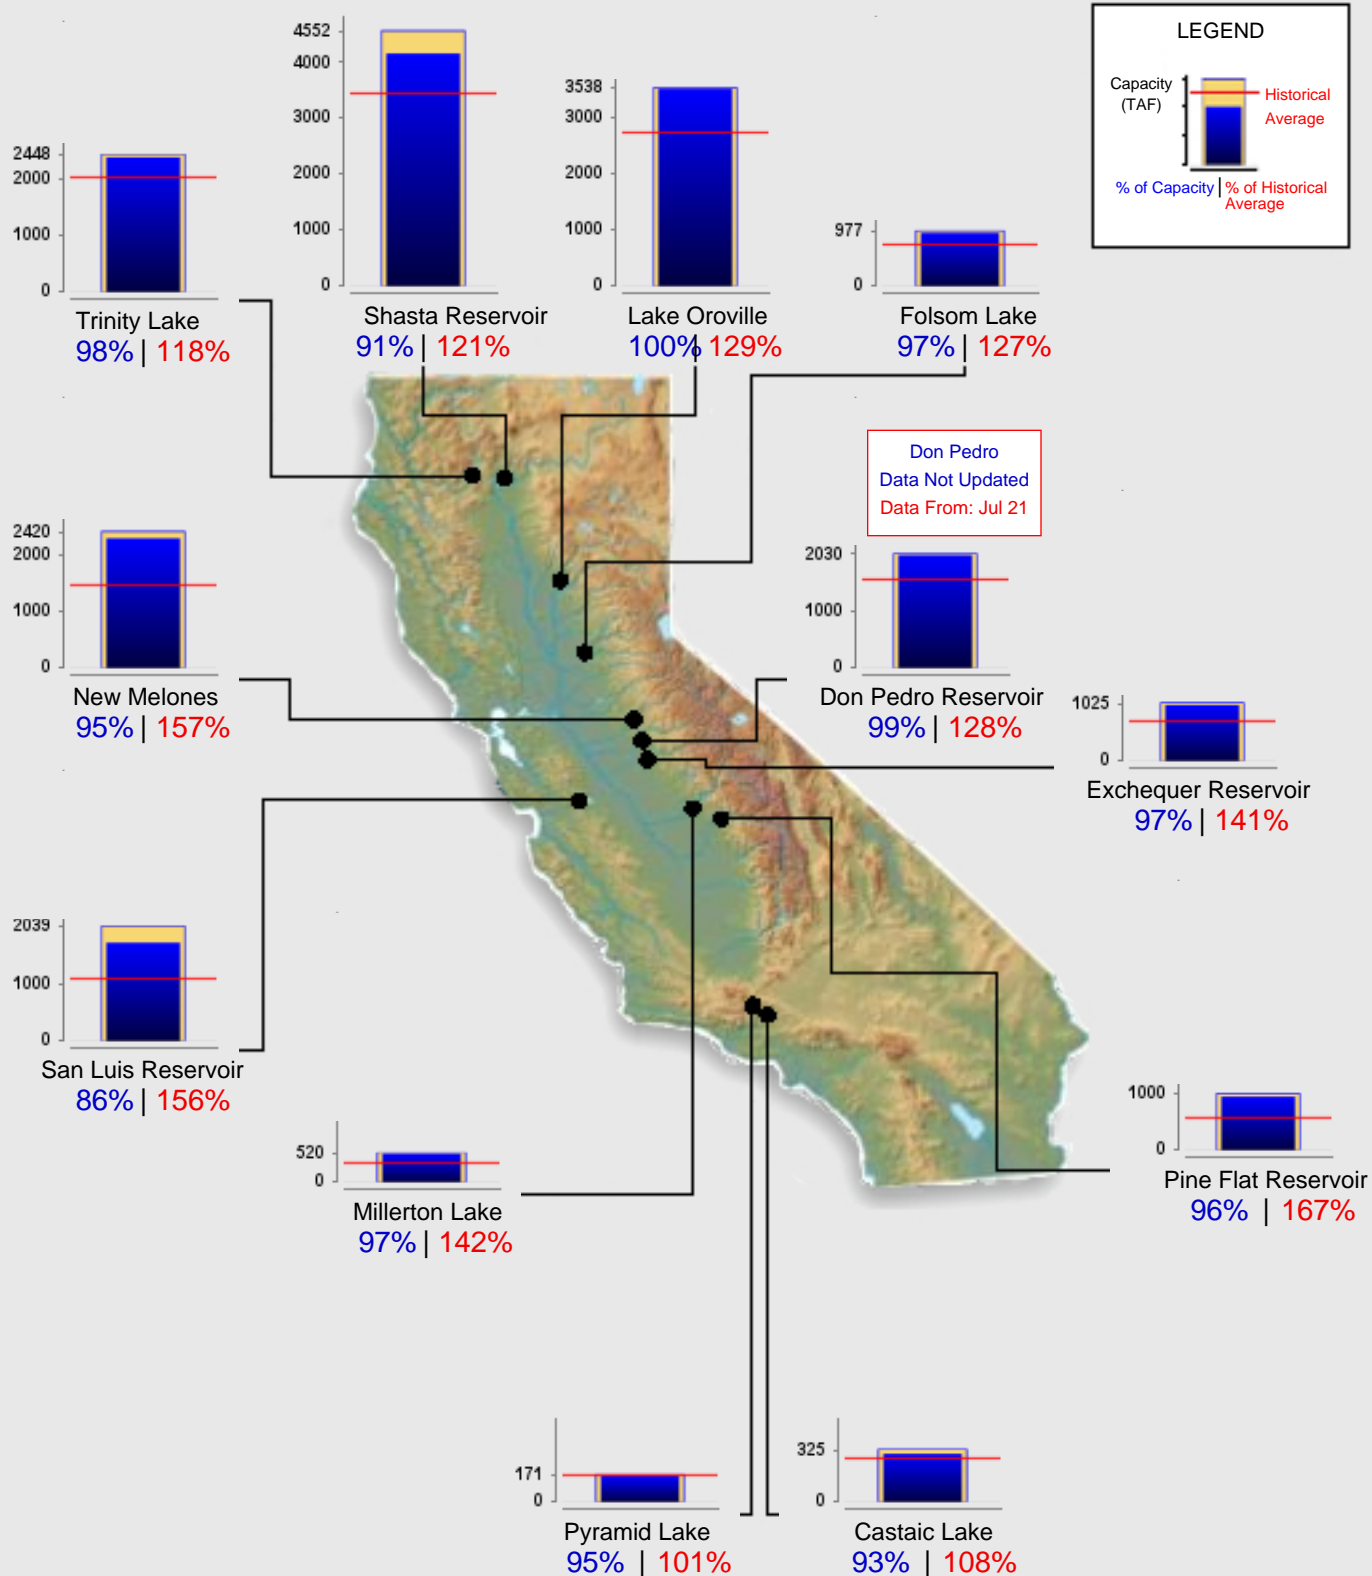 LEGEND
Capacity
(TAF)
Historical
Average
% of Capacity | % of Historical
Average
4552
4000
3000
2000
1000
0
Shasta Reservoir
91% | 121%
3538
3000
2000
1000
0
Lake Oroville
100% 129%
2448
2000
1000
0
Trinity Lake
98% | 118%
977
0
Folsom Lake
97% | 127%
Don Pedro
Data Not Updated
Data From: Jul 21
2420
2000
1000
0
New Melones
95% | 157%
2030
1000
0
Don Pedro Reservoir
99% | 128%
1025
0
Exchequer Reservoir
97% | 141%
2039
1000
0
San Luis Reservoir
86% | 156%
520
0
Millerton Lake
97% | 142%
1000
0
Pine Flat Reservoir
96% | 167%
171
0
Pyramid Lake
95% | 101%
325
0
Castaic Lake
93% | 108%